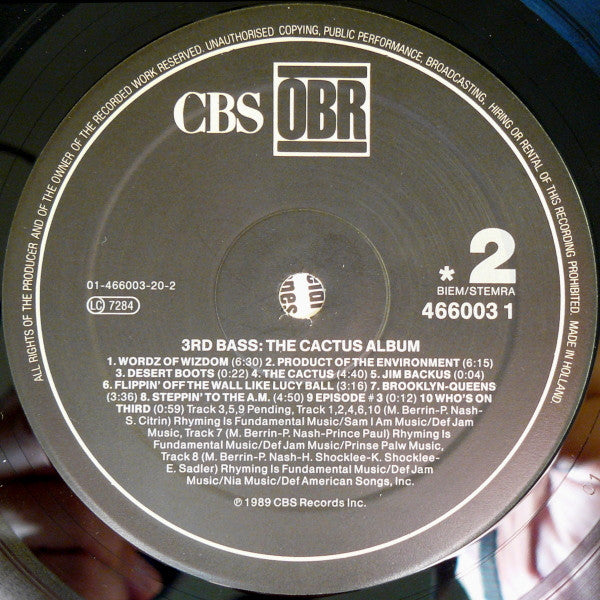 ALL RIGHTS OF THE PRODUCER AND OF THE OWNER OF THE RECORDED WORK RESERVED. UNAUTHORISED COPYING, PUBLIC PERFORMANCE, BROADCASTING, HIRING OR RENTAL OF THIS RECORDING PROHIBITED. MADE IN HOLLAND.
CBS OBR
01-466003-20-2
LC 7284
* 2
BIEM/STEMRA
466003 1
3RD BASS: THE CACTUS ALBUM
1. WORDZ OF WIZDOM (6:30) 2. PRODUCT OF THE ENVIRONMENT (6:15)
3. DESERT BOOTS (0:22) 4. THE CACTUS (4:40) 5. JIM BACKUS (0:04)
6. FLIPPIN' OFF THE WALL LIKE LUCY BALL (3:16) 7. BROOKLYN-QUEENS
(3:36) 8. STEPPIN' TO THE A.M. (4:50) 9 EPISODE #3 (0:12) 10 WHO'S ON
THIRD (0:59) Track 3,5,9 Pending, Track 1,2,4,6,10 (M. Berrin-P. Nash-
S. Citrin) Rhyming Is Fundamental Music/Sam I Am Music/Def Jam
Music, Track 7 (M. Berrin-P. Nash-Prince Paul) Rhyming Is
Fundamental Music/Def Jam Music/Prinse Palw Music,
Track 8 (M. Berrin-P. Nash-H. Shocklee-K. Shocklee-
E. Sadler) Rhyming Is Fundamental Music/Def Jam
Music/Nia Music/Def American Songs, Inc.
℗ 1989 CBS Records Inc.